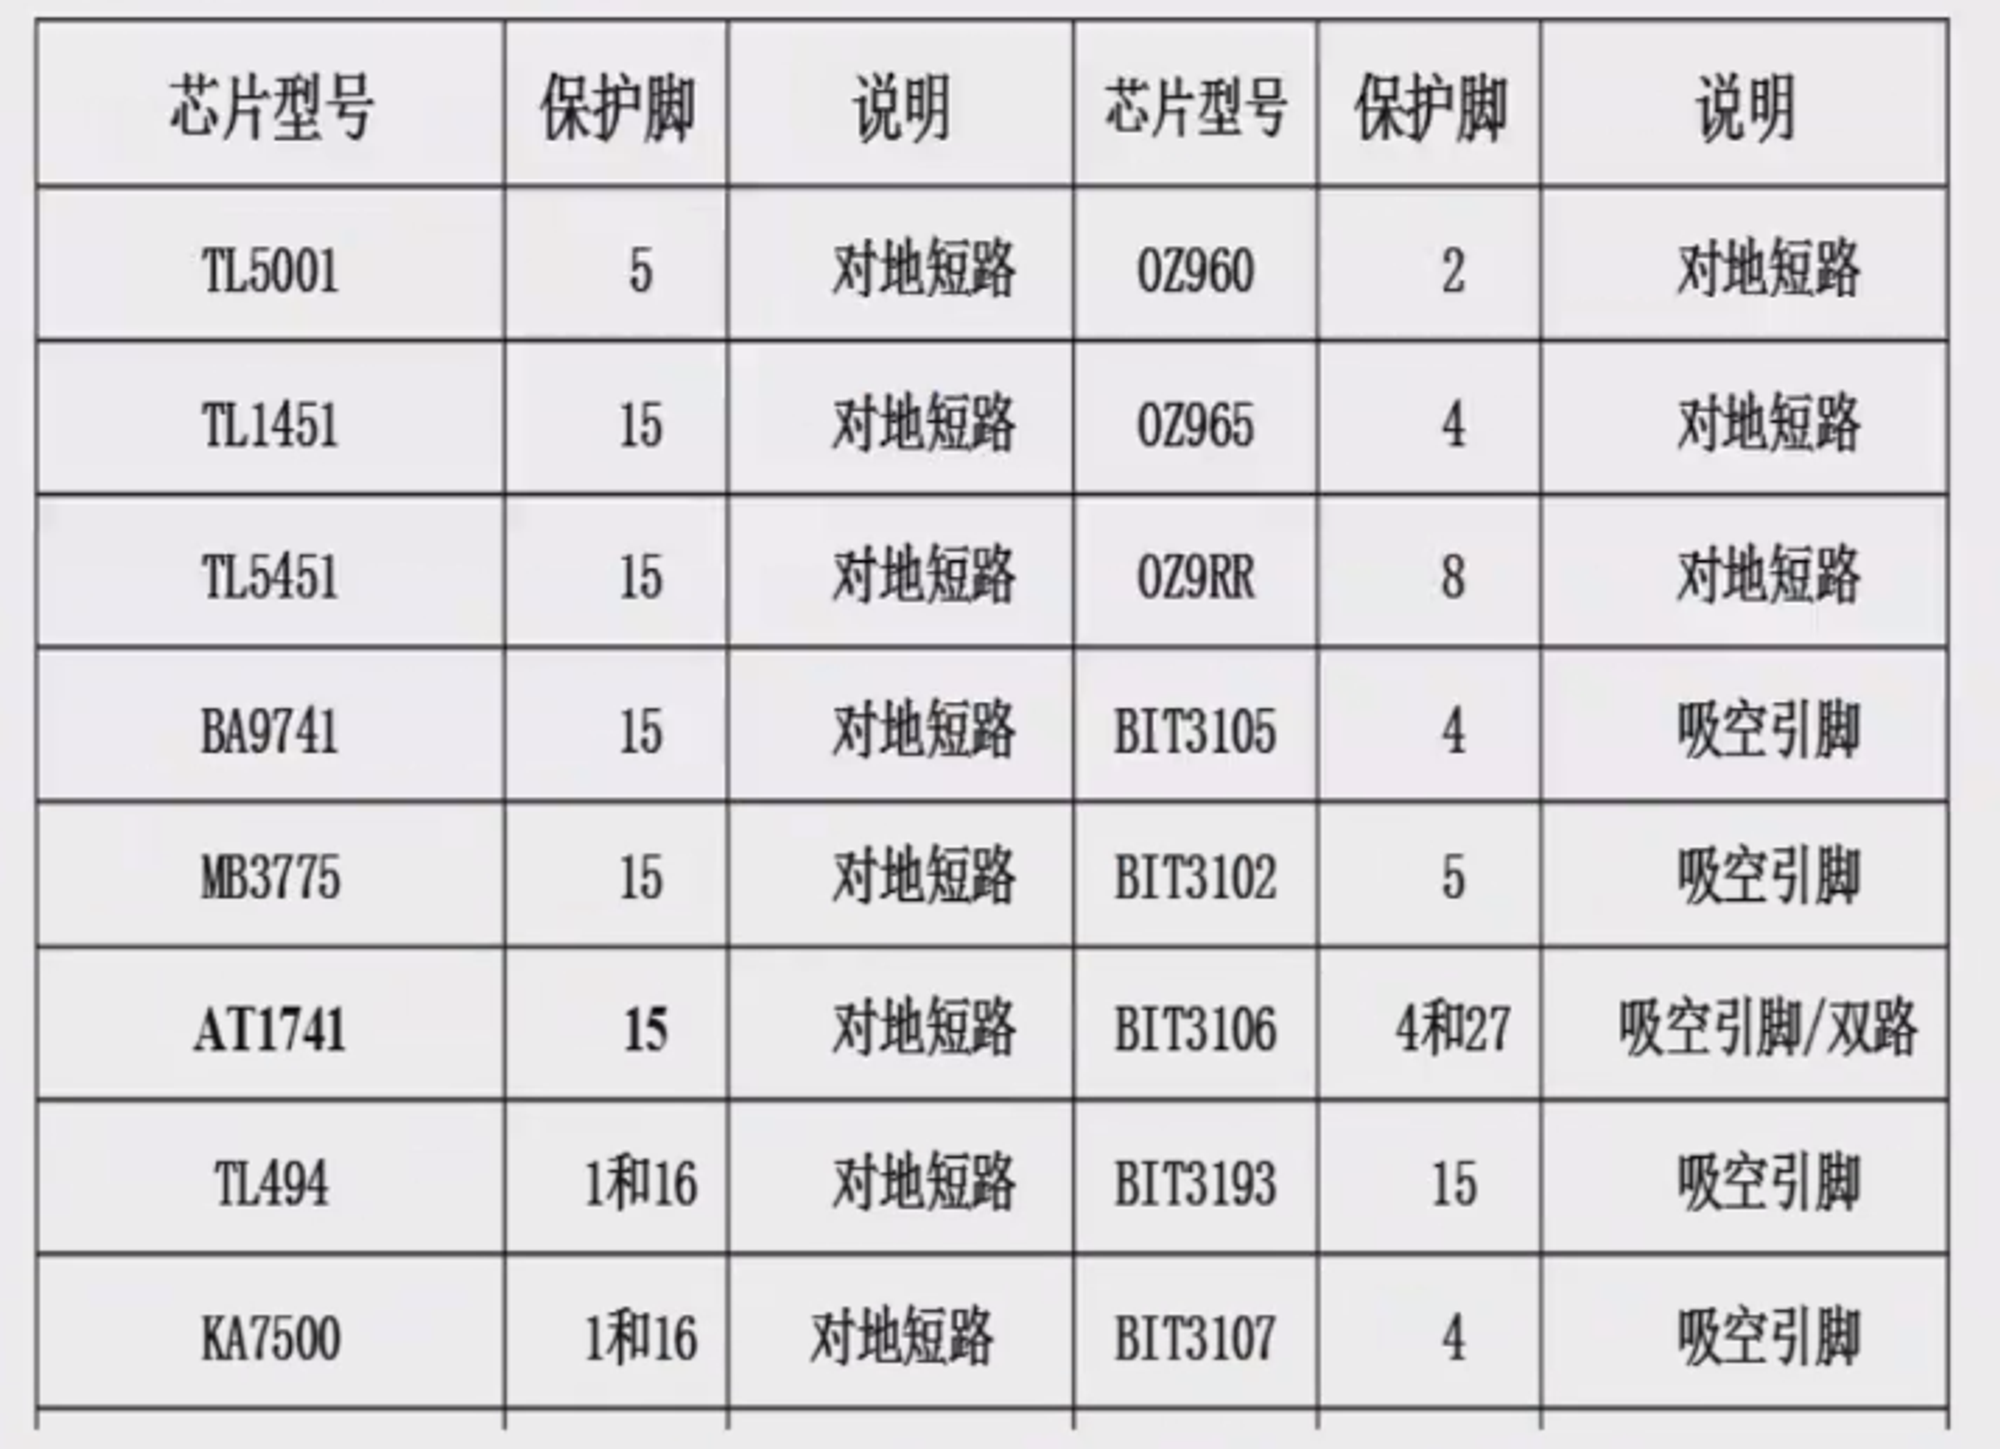 芯片型号 保护脚 说明 芯片型号 保护脚 说明
TL5001 5 对地短路 OZ960 2 对地短路
TL1451 15 对地短路 OZ965 4 对地短路
TL5451 15 对地短路 OZ9RR 8 对地短路
BA9741 15 对地短路 BIT3105 4 吸空引脚
MB3775 15 对地短路 BIT3102 5 吸空引脚
AT1741 15 对地短路 BIT3106 4和27 吸空引脚/双路
TL494 1和16 对地短路 BIT3193 15 吸空引脚
KA7500 1和16 对地短路 BIT3107 4 吸空引脚